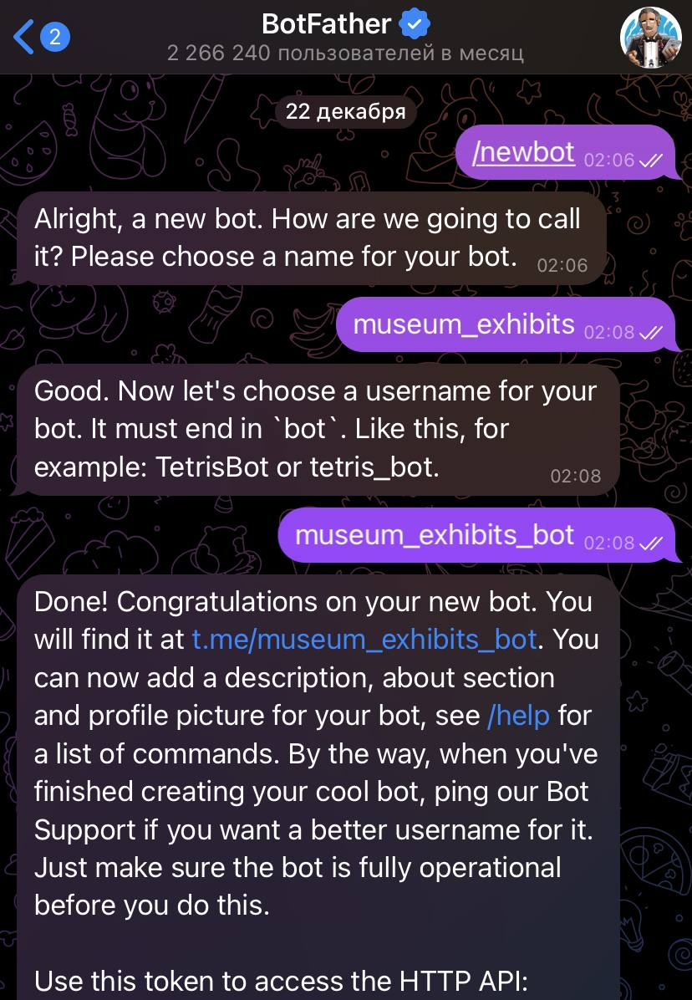 2
BotFather
2 266 240 пользователей в месяц
22 декабря
/newbot 02:06
Alright, a new bot. How are we going to call
it? Please choose a name for your bot. 02:06
museum_exhibits 02:08
Good. Now let's choose a username for your
bot. It must end in `bot`. Like this, for
example: TetrisBot or tetris_bot. 02:08
museum_exhibits_bot 02:08
Done! Congratulations on your new bot. You
will find it at t.me/museum_exhibits_bot. You
can now add a description, about section
and profile picture for your bot, see /help for
a list of commands. By the way, when you've
finished creating your cool bot, ping our Bot
Support if you want a better username for it.
Just make sure the bot is fully operational
before you do this.
Use this token to access the HTTP API: